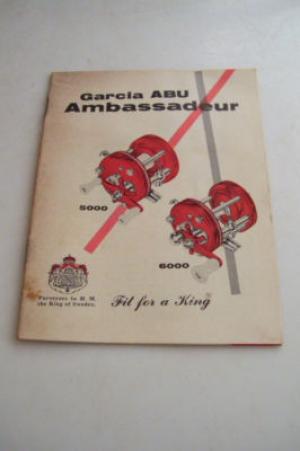 Garcia ABU
Ambassadeur
5000
6000
Purveyors to H. M.
the King of Sweden.
Fit for a King